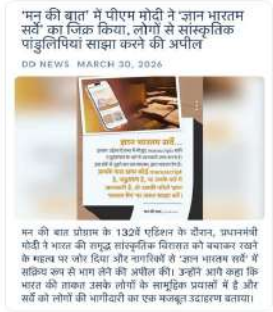 'मन की बात' में पीएम मोदी ने 'ज्ञान भारतम
सर्वे' का जिक्र किया, लोगों से सांस्कृतिक
पांडुलिपियां साझा करने की अपील
DD NEWS MARCH 30, 2026
ज्ञान भारतम सर्वे...
मन की बात प्रोग्राम के 132वें एडिशन के दौरान, प्रधानमंत्री
मोदी ने भारत की समृद्ध सांस्कृतिक विरासत को बचाकर रखने
के महत्व पर जोर दिया और नागरिकों से 'ज्ञान भारतम सर्वे' में
सक्रिय रूप से भाग लेने की अपील की। उन्होंने आगे कहा कि
भारत की ताकत उसके लोगों के सामूहिक प्रयासों में है और
सर्वे को लोगों की भागीदारी का एक मजबूत उदाहरण बताया।